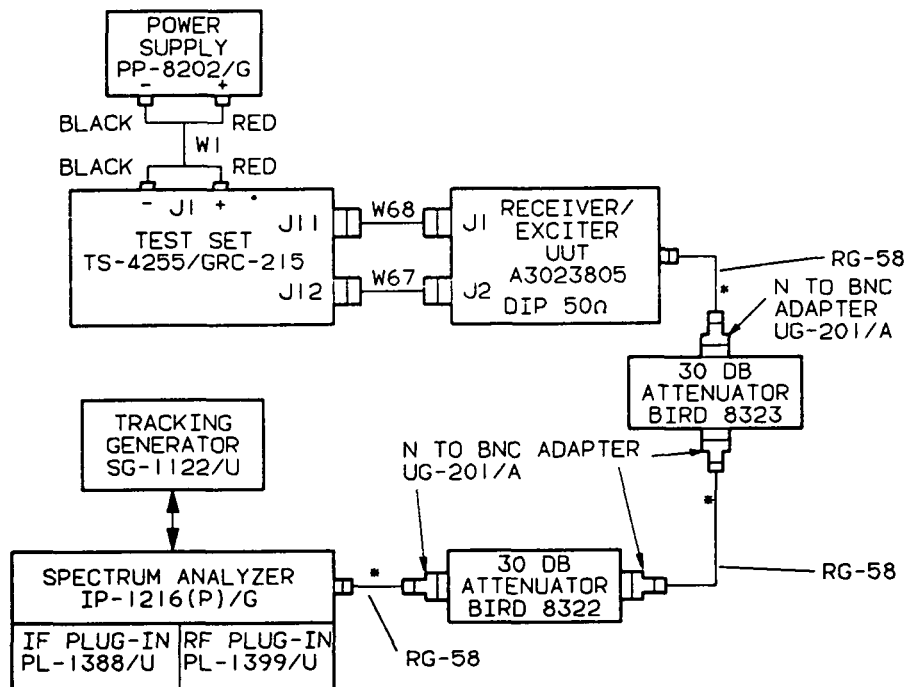 POWER
SUPPLY
PP-8202/G
- +
BLACK RED
W1
BLACK RED
- J1 +
TEST SET
TS-4255/GRC-215
J11
J12
W68
W67
J1
J2
RECEIVER/
EXCITER
UUT
A3023805
DIP 50Ω
RG-58
*
N TO BNC
ADAPTER
UG-201/A
30 DB
ATTENUATOR
BIRD 8323
TRACKING
GENERATOR
SG-1122/U
N TO BNC ADAPTER
UG-201/A
*
RG-58
SPECTRUM ANALYZER
IP-1216(P)/G
IF PLUG-IN
PL-1388/U
RF PLUG-IN
PL-1399/U
*
RG-58
30 DB
ATTENUATOR
BIRD 8322